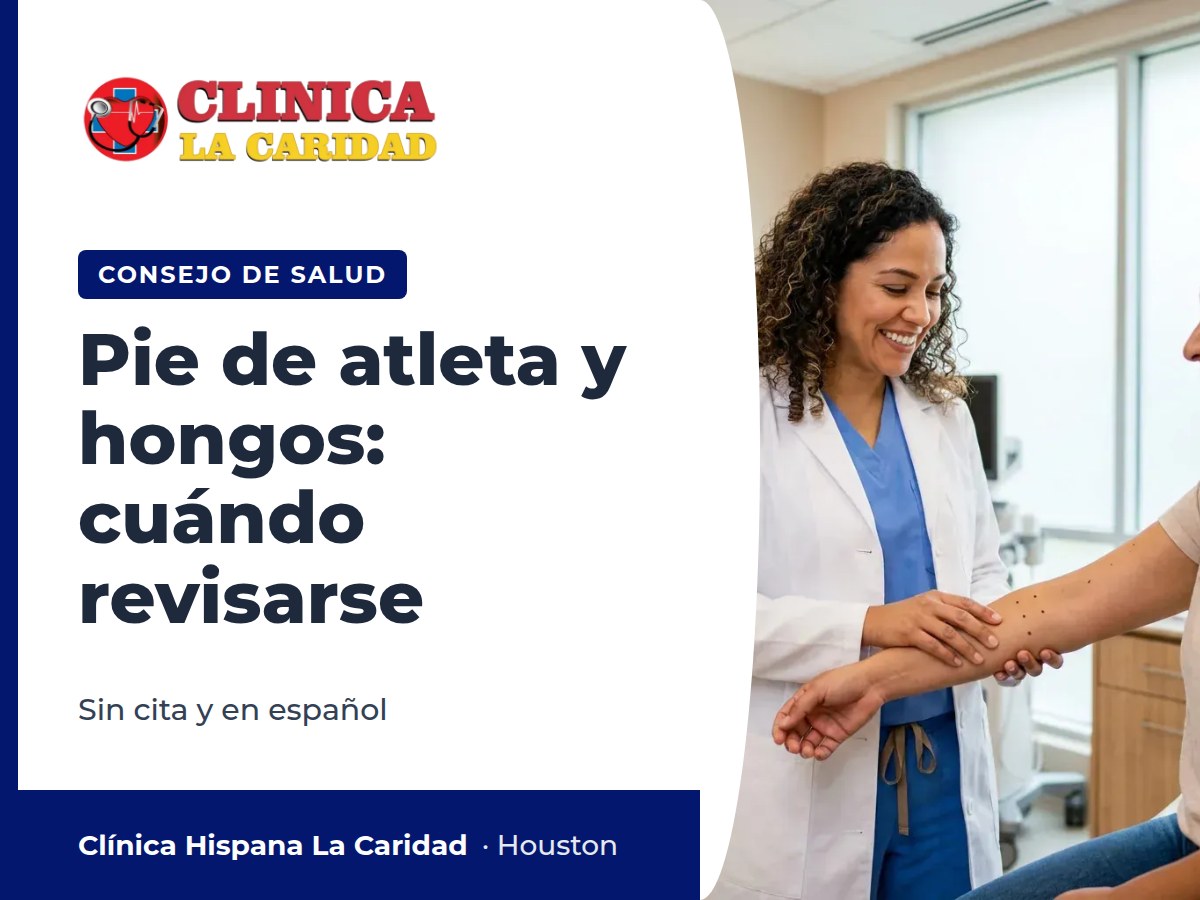 CLINICA
LA CARIDAD
CONSEJO DE SALUD
Pie de atleta y
hongos:
cuándo
revisarse
Sin cita y en español
Clínica Hispana La Caridad · Houston